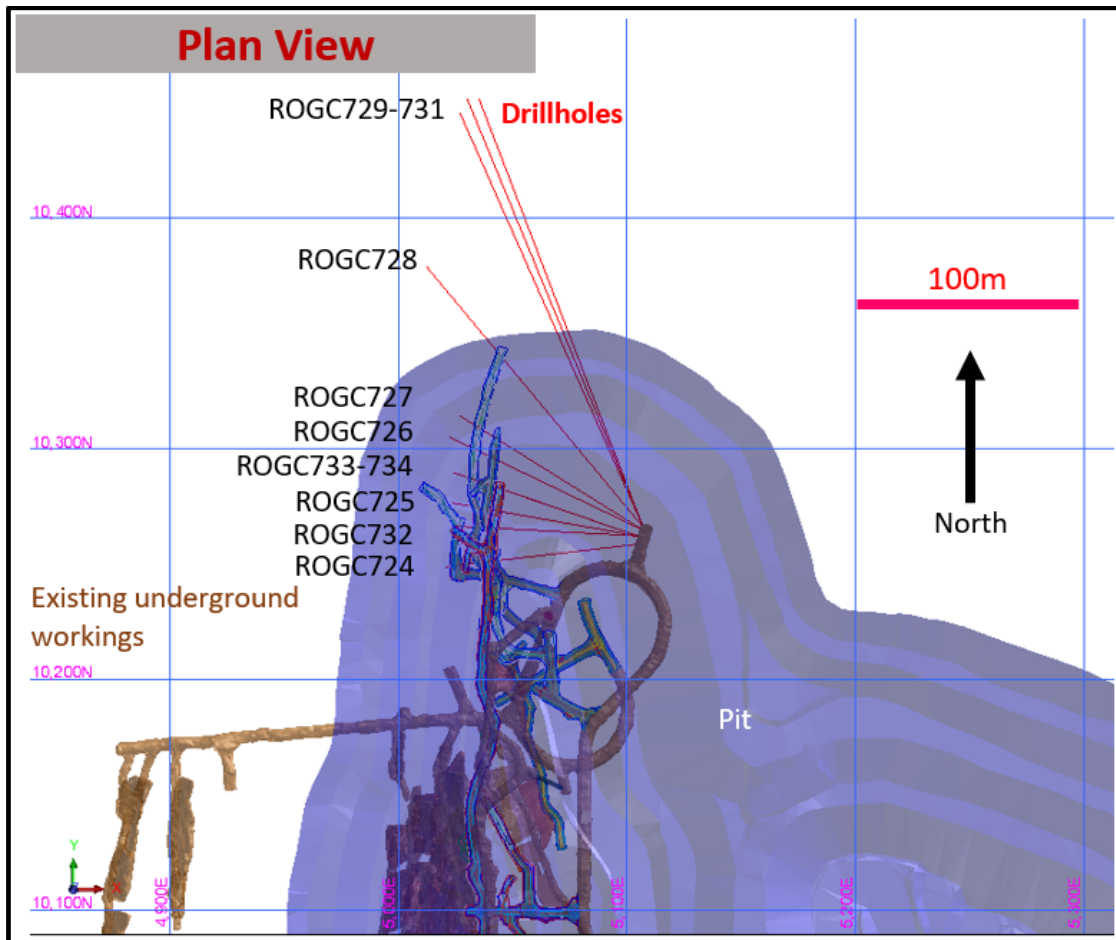 Plan View
ROGC729-731
Drillholes
10,400N
ROGC728
100m
ROGC727
ROGC726
10,300N
ROGC733-734
ROGC725
North
ROGC732
ROGC724
Existing underground
workings
10,200N
Pit
Y
X
Z
10,100N
4,900E
5,000E
5,100E
5,200E
5,300E